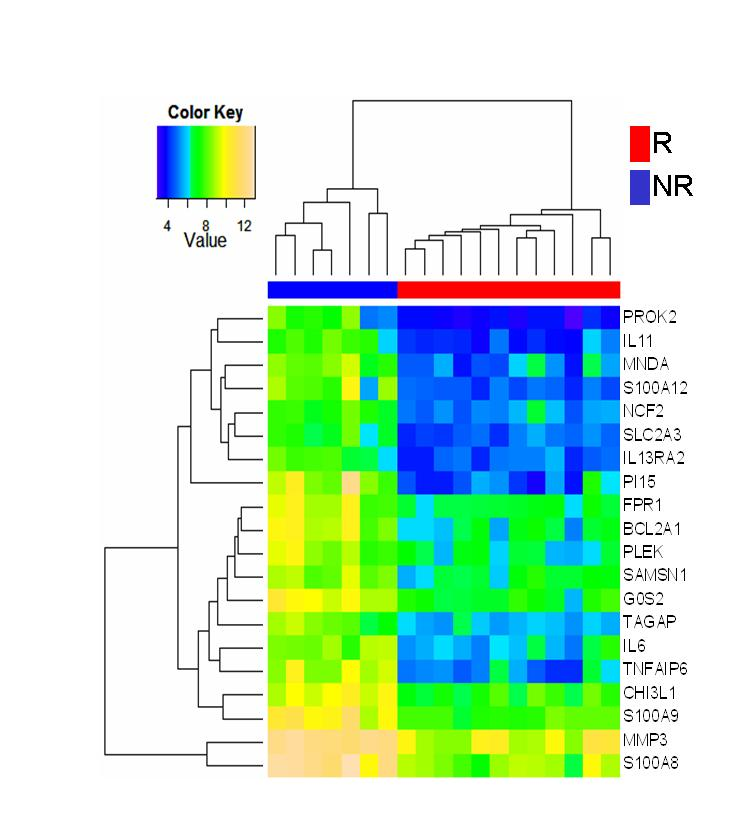 Color Key
4 8 12
Value
R
NR
PROK2
IL11
MNDA
S100A12
NCF2
SLC2A3
IL13RA2
PI15
FPR1
BCL2A1
PLEK
SAMSN1
G0S2
TAGAP
IL6
TNFAIP6
CHI3L1
S100A9
MMP3
S100A8